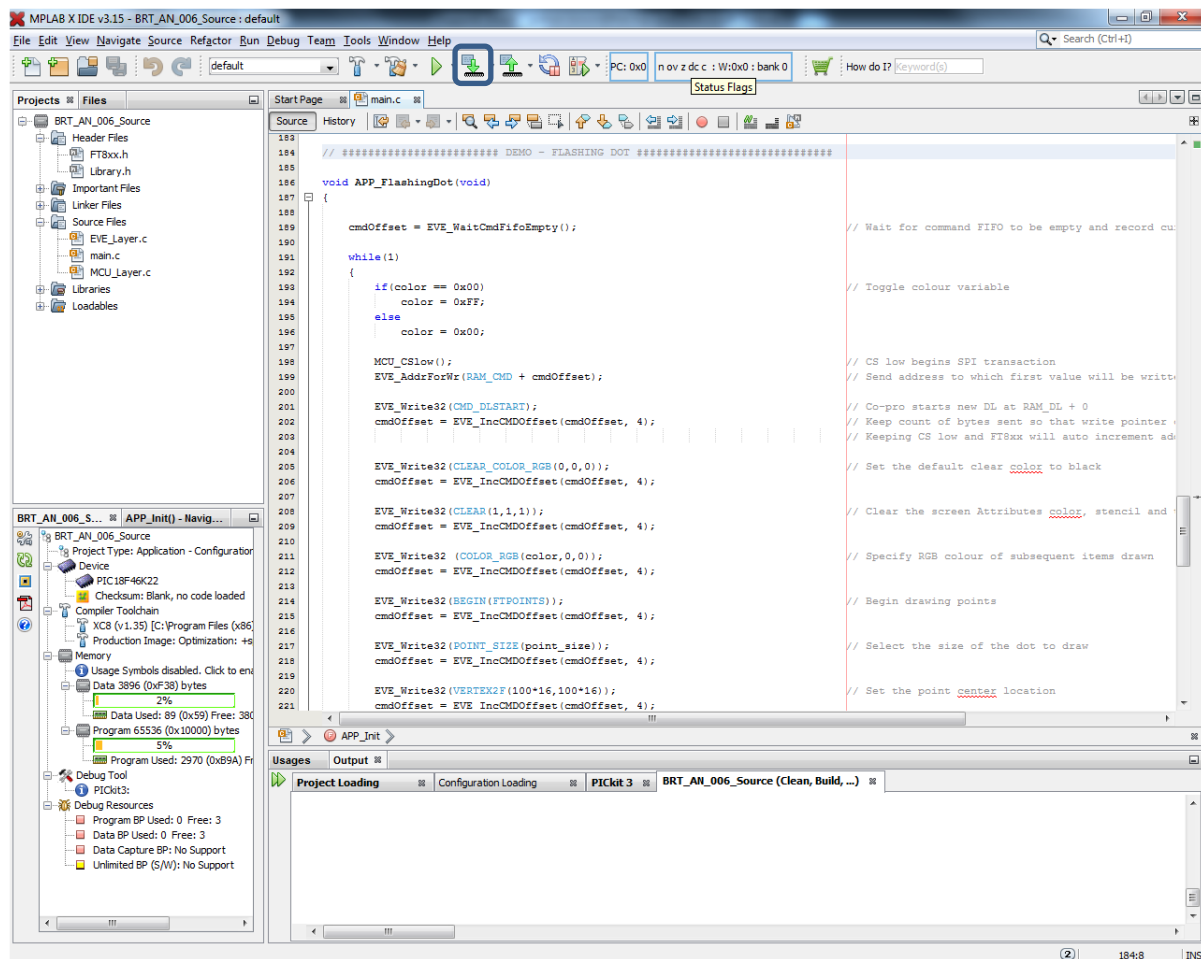 MPLAB X IDE v3.15 - BRT_AN_006_Source : default
File Edit View Navigate Source Refactor Run Debug Team Tools Window Help
Search (Ctrl+I)
default
PC: 0x0
n ov z dc c : W:0x0 : bank 0
How do I?
Keyword(s)
Status Flags
Projects
Files
BRT_AN_006_Source
Header Files
FT8xx.h
Library.h
Important Files
Linker Files
Source Files
EVE_Layer.c
main.c
MCU_Layer.c
Libraries
Loadables
BRT_AN_006_S...
APP_Init() - Navig...
BRT_AN_006_Source
Project Type: Application - Configuration
Device
PIC18F46K22
Checksum: Blank, no code loaded
Compiler Toolchain
XC8 (v1.35) [C:\Program Files (x86)
Production Image: Optimization: +s
Memory
Usage Symbols disabled. Click to ena
Data 3896 (0xF38) bytes
2%
Data Used: 89 (0x59) Free: 380
Program 65536 (0x10000) bytes
5%
Program Used: 2970 (0xB9A) Fr
Debug Tool
PICkit3:
Debug Resources
Program BP Used: 0 Free: 3
Data BP Used: 0 Free: 3
Data Capture BP: No Support
Unlimited BP (S/W): No Support
Start Page
main.c
Source
History
183
184 // ######################## DEMO - FLASHING DOT ##############################
185
186 void APP_FlashingDot(void)
187 {
188
189 cmdOffset = EVE_WaitCmdFifoEmpty(); // Wait for command FIFO to be empty and record cu
190
191 while(1)
192 {
193 if(color == 0x00) // Toggle colour variable
194 color = 0xFF;
195 else
196 color = 0x00;
197
198 MCU_CSlow(); // CS low begins SPI transaction
199 EVE_AddrForWr(RAM_CMD + cmdOffset); // Send address to which first value will be writte
200
201 EVE_Write32(CMD_DLSTART); // Co-pro starts new DL at RAM_DL + 0
202 cmdOffset = EVE_IncCMDOffset(cmdOffset, 4); // Keep count of bytes sent so that write pointer
203 // Keeping CS low and FT8xx will auto increment ad
204
205 EVE_Write32(CLEAR_COLOR_RGB(0,0,0)); // Set the default clear color to black
206 cmdOffset = EVE_IncCMDOffset(cmdOffset, 4);
207
208 EVE_Write32(CLEAR(1,1,1)); // Clear the screen Attributes color, stencil and
209 cmdOffset = EVE_IncCMDOffset(cmdOffset, 4);
210
211 EVE_Write32 (COLOR_RGB(color,0,0)); // Specify RGB colour of subsequent items drawn
212 cmdOffset = EVE_IncCMDOffset(cmdOffset, 4);
213
214 EVE_Write32(BEGIN(FTPOINTS)); // Begin drawing points
215 cmdOffset = EVE_IncCMDOffset(cmdOffset, 4);
216
217 EVE_Write32(POINT_SIZE(point_size)); // Select the size of the dot to draw
218 cmdOffset = EVE_IncCMDOffset(cmdOffset, 4);
219
220 EVE_Write32(VERTEX2F(100*16,100*16)); // Set the point center location
221 cmdOffset = EVE_IncCMDOffset(cmdOffset, 4);
APP_Init
Usages
Output
Project Loading
Configuration Loading
PICkit 3
BRT_AN_006_Source (Clean, Build, ...)
2
184:8
INS